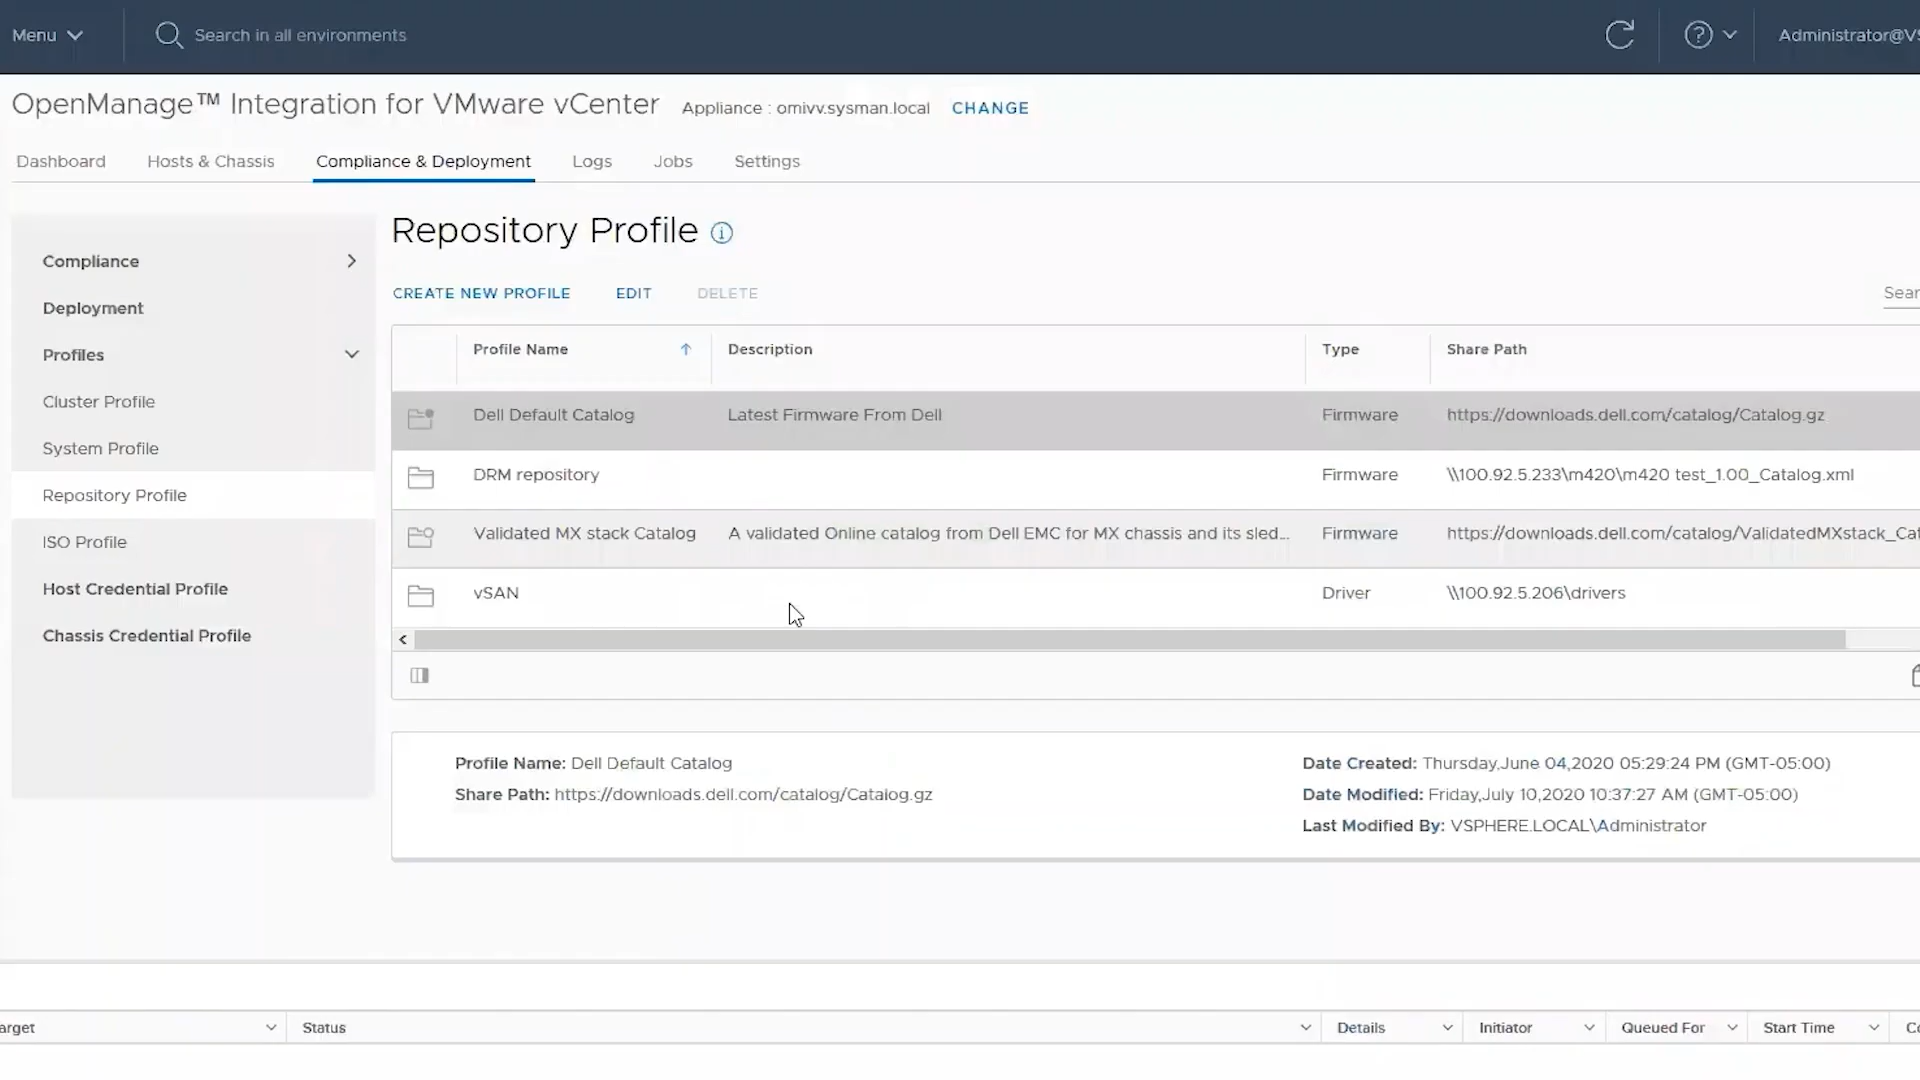 Menu
Search in all environments
Administrator@VS
OpenManage™ Integration for VMware vCenter Appliance : omivv.sysman.local CHANGE
Dashboard Hosts & Chassis Compliance & Deployment Logs Jobs Settings
Compliance
Deployment
Profiles
Cluster Profile
System Profile
Repository Profile
ISO Profile
Host Credential Profile
Chassis Credential Profile
Repository Profile
CREATE NEW PROFILE EDIT DELETE
Sear
Profile Name Description Type Share Path
Dell Default Catalog Latest Firmware From Dell Firmware https://downloads.dell.com/catalog/Catalog.gz
DRM repository Firmware \\100.92.5.233\m420\m420 test_1.00_Catalog.xml
Validated MX stack Catalog A validated Online catalog from Dell EMC for MX chassis and its sled... Firmware https://downloads.dell.com/catalog/ValidatedMXstack_Cat
vSAN Driver \\100.92.5.206\drivers
Profile Name: Dell Default Catalog
Share Path: https://downloads.dell.com/catalog/Catalog.gz
Date Created: Thursday,June 04,2020 05:29:24 PM (GMT-05:00)
Date Modified: Friday,July 10,2020 10:37:27 AM (GMT-05:00)
Last Modified By: VSPHERE.LOCAL\Administrator
arget Status Details Initiator Queued For Start Time Co